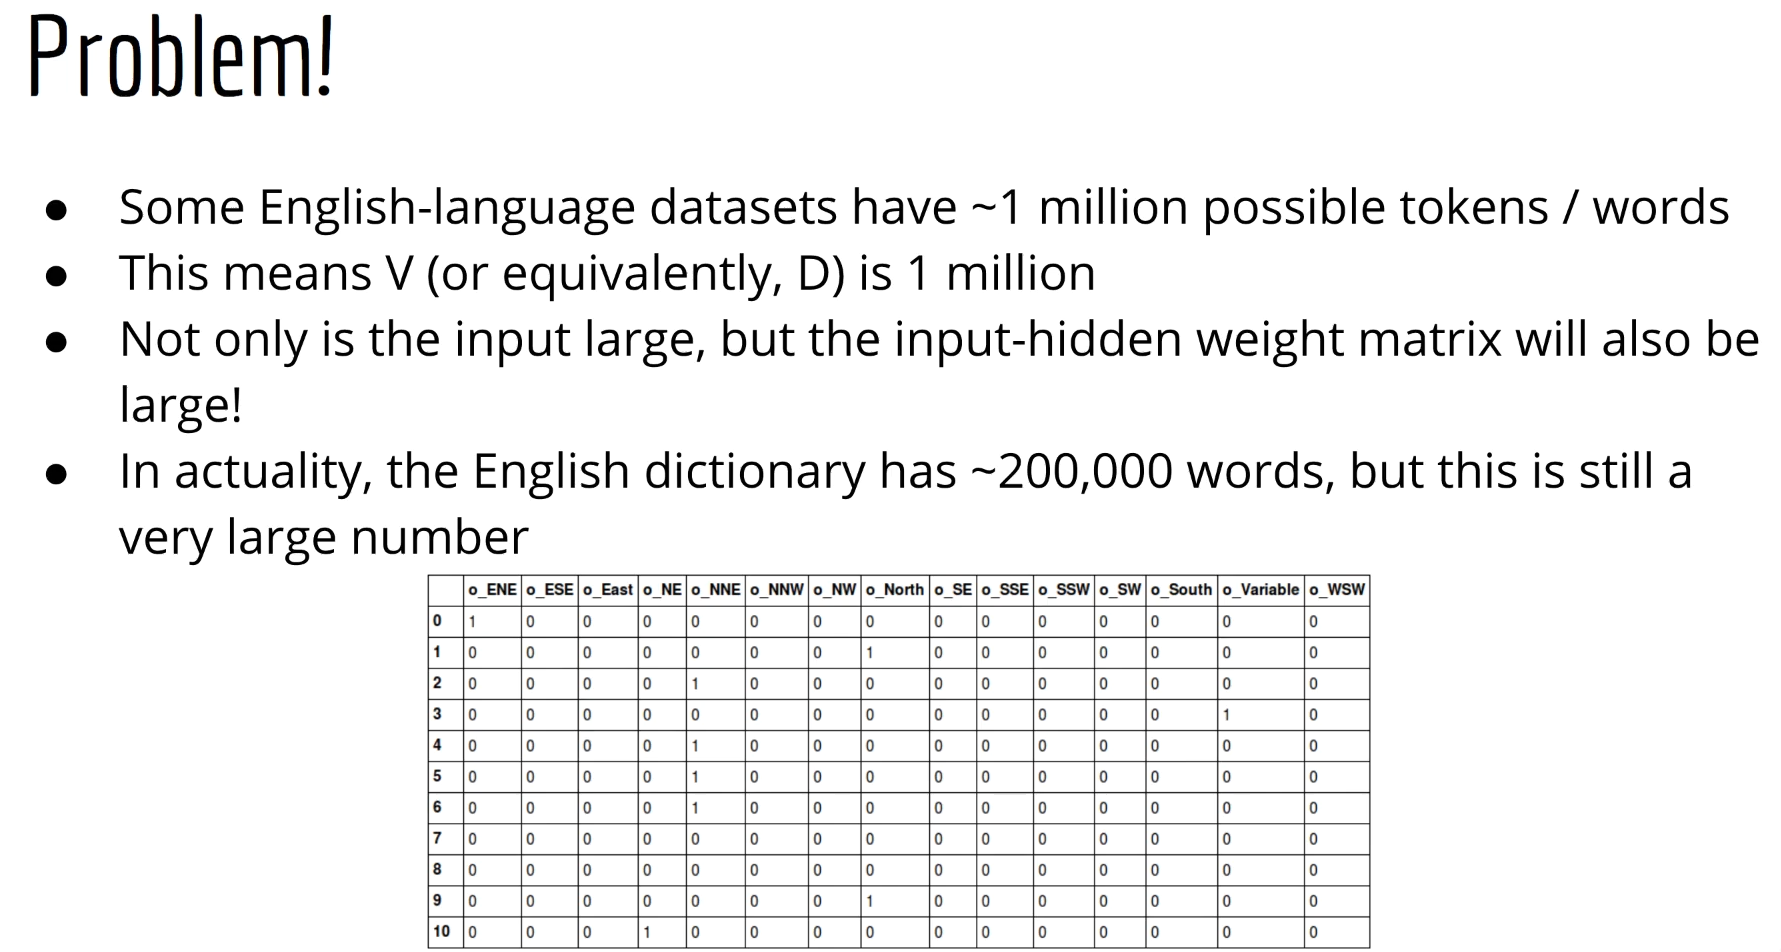 Problem!
● Some English-language datasets have ~1 million possible tokens / words
● This means V (or equivalently, D) is 1 million
● Not only is the input large, but the input-hidden weight matrix will also be
large!
● In actuality, the English dictionary has ~200,000 words, but this is still a
very large number
o_ENE o_ESE o_East o_NE o_NNE o_NNW o_NW o_North o_SE o_SSE o_SSW o_SW o_South o_Variable o_WSW
0 1 0 0 0 0 0 0 0 0 0 0 0 0 0 0
1 0 0 0 0 0 0 0 1 0 0 0 0 0 0 0
2 0 0 0 0 1 0 0 0 0 0 0 0 0 0 0
3 0 0 0 0 0 0 0 0 0 0 0 0 0 1 0
4 0 0 0 0 1 0 0 0 0 0 0 0 0 0 0
5 0 0 0 0 1 0 0 0 0 0 0 0 0 0 0
6 0 0 0 0 1 0 0 0 0 0 0 0 0 0 0
7 0 0 0 0 0 0 0 0 0 0 0 0 0 0 0
8 0 0 0 0 0 0 0 0 0 0 0 0 0 0 0
9 0 0 0 0 0 0 0 1 0 0 0 0 0 0 0
10 0 0 0 1 0 0 0 0 0 0 0 0 0 0 0